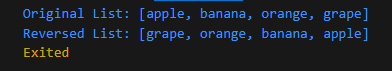 Original List: [apple, banana, orange, grape]
Reversed List: [grape, orange, banana, apple]
Exited